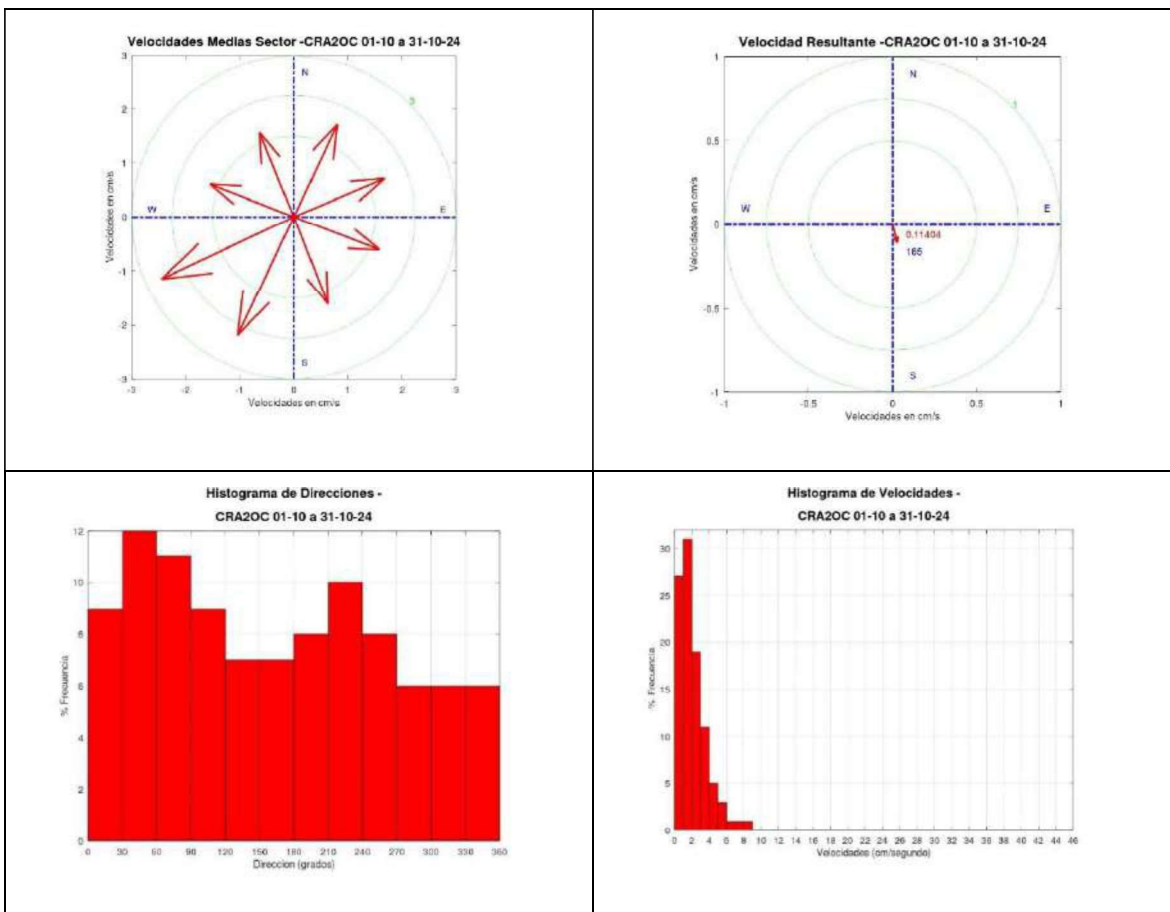 Velocidades Medias Sector -CRA2OC 01-10 a 31-10-24
3
2
1
0
-1
-2
-3
Velocidades en cm/s
N
3
W
E
S
-3
-2
-1
0
1
2
3
Velocidades en cm/s
Velocidad Resultante -CRA2OC 01-10 a 31-10-24
1
0.5
0
-0.5
-1
Velocidades en cm/s
N
1
W
E
0.11404
165
S
-1
-0.5
0
0.5
1
Velocidades en cm/s
Histograma de Direcciones -
CRA2OC 01-10 a 31-10-24
12
10
8
6
4
2
0
% Frecuencia
0 30 60 90 120 150 180 210 240 270 300 330 360
Direccion (grados)
Histograma de Velocidades -
CRA2OC 01-10 a 31-10-24
30
25
20
15
10
5
0
% Frecuencia
0 2 4 6 8 10 12 14 16 18 20 22 24 26 28 30 32 34 36 38 40 42 44 46
Velocidades (cm/segundo)